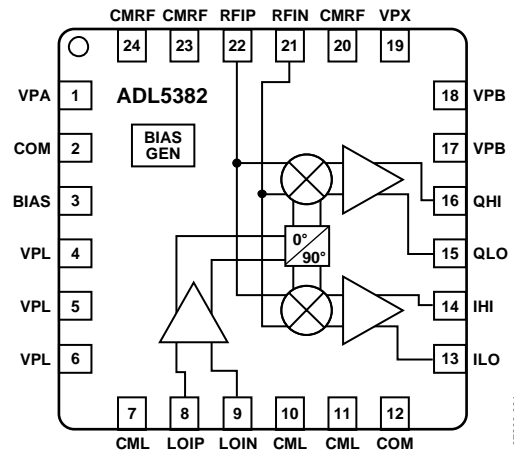 CMRF CMRF RFIP RFIN CMRF VPX
24 23 22 21 20 19
VPA 1 ADL5382 18 VPB
BIAS
GEN
COM 2 17 VPB
BIAS 3 16 QHI
0°
90°
VPL 4 15 QLO
VPL 5 14 IHI
VPL 6 13 ILO
7 8 9 10 11 12
CML LOIP LOIN CML CML COM